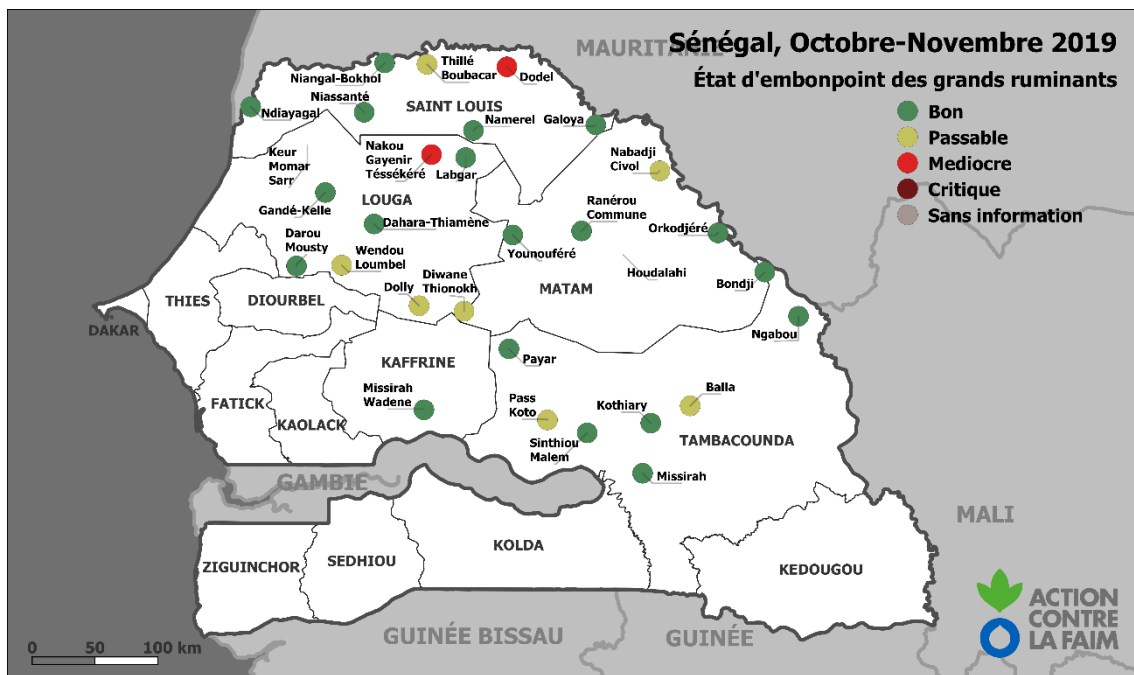 MAURITANIE
Sénégal, Octobre-Novembre 2019
État d'embonpoint des grands ruminants
Bon
Passable
Mediocre
Critique
Sans information
Niangal-Bokhol
Thillé
Boubacar
Dodel
Niassanté
Ndiayagal
SAINT LOUIS
Namerel
Galoya
Keur
Momar
Sarr
Nakou
Gayenir
Téssékéré
Labgar
Nabadji
Civol
Gandé-Kelle
LOUGA
Ranérou
Commune
Dahara-Thiamène
Orkodjéré
Younouféré
Darou
Mousty
Wendou
Loumbel
Houdalahi
Diwane
Thionokh
Dolly
MATAM
Bondji
THIES
DIOURBEL
DAKAR
Ngabou
KAFFRINE
Payar
Missirah
Wadene
FATICK
KAOLACK
Pass
Koto
Kothiary
Balla
Sinthiou
Malem
TAMBACOUNDA
GAMBIE
Missirah
MALI
ZIGUINCHOR
SEDHIOU
KOLDA
KEDOUGOU
GUINÉE BISSAU
GUINÉE
0 50 100 km
ACTION
CONTRE
LA FAIM